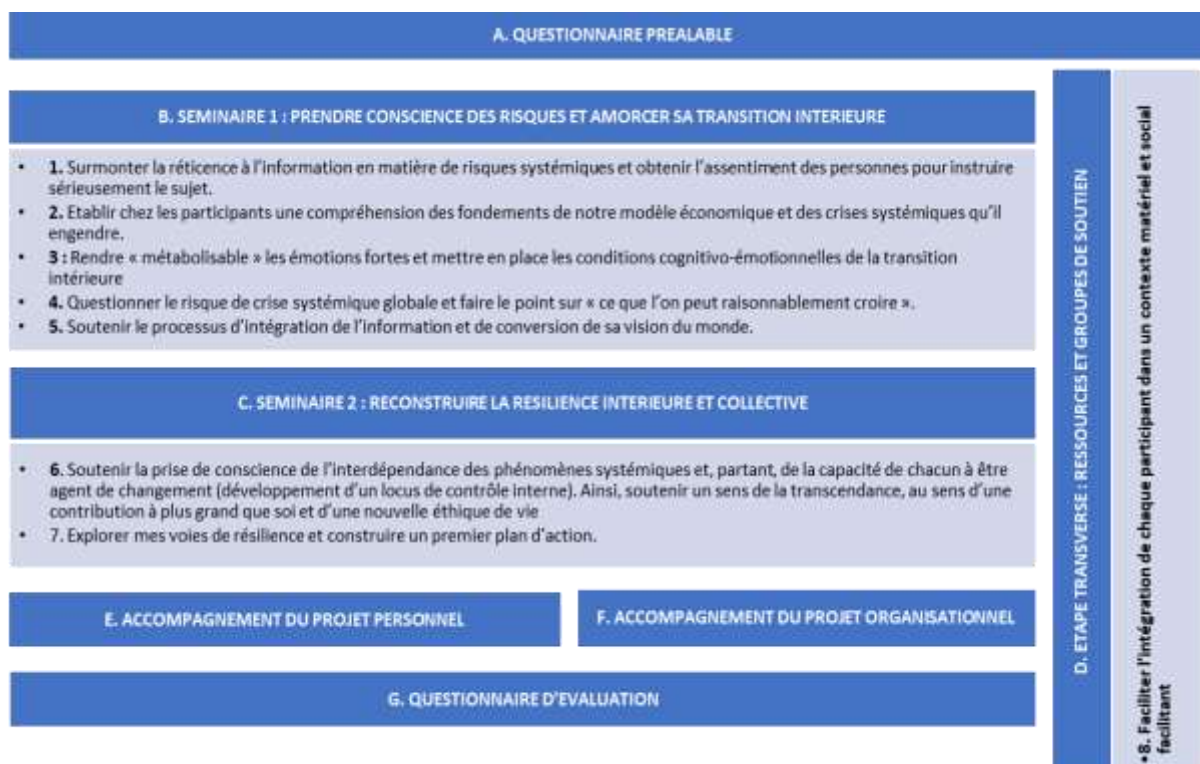 A. QUESTIONNAIRE PREALABLE
B. SEMINAIRE 1 : PRENDRE CONSCIENCE DES RISQUES ET AMORCER SA TRANSITION INTERIEURE
• 1. Surmonter la réticence à l'information en matière de risques systémiques et obtenir l'assentiment des personnes pour instruire
sérieusement le sujet.
• 2. Etablir chez les participants une compréhension des fondements de notre modèle économique et des crises systémiques qu'il
engendre.
• 3 : Rendre « métabolisable » les émotions fortes et mettre en place les conditions cognitivo-émotionnelles de la transition
intérieure
• 4. Questionner le risque de crise systémique globale et faire le point sur « ce que l'on peut raisonnablement croire ».
• 5. Soutenir le processus d'intégration de l'information et de conversion de sa vision du monde.
C. SEMINAIRE 2 : RECONSTRUIRE LA RESILIENCE INTERIEURE ET COLLECTIVE
• 6. Soutenir la prise de conscience de l'interdépendance des phénomènes systémiques et, partant, de la capacité de chacun à être
agent de changement (développement d'un locus de contrôle interne). Ainsi, soutenir un sens de la transcendance, au sens d'une
contribution à plus grand que soi et d'une nouvelle éthique de vie
• 7. Explorer mes voies de résilience et construire un premier plan d'action.
E. ACCOMPAGNEMENT DU PROJET PERSONNEL
F. ACCOMPAGNEMENT DU PROJET ORGANISATIONNEL
G. QUESTIONNAIRE D'EVALUATION
D. ETAPE TRANSVERSE : RESSOURCES ET GROUPES DE SOUTIEN
•8. Faciliter l'intégration de chaque participant dans un contexte matériel et social
facilitant